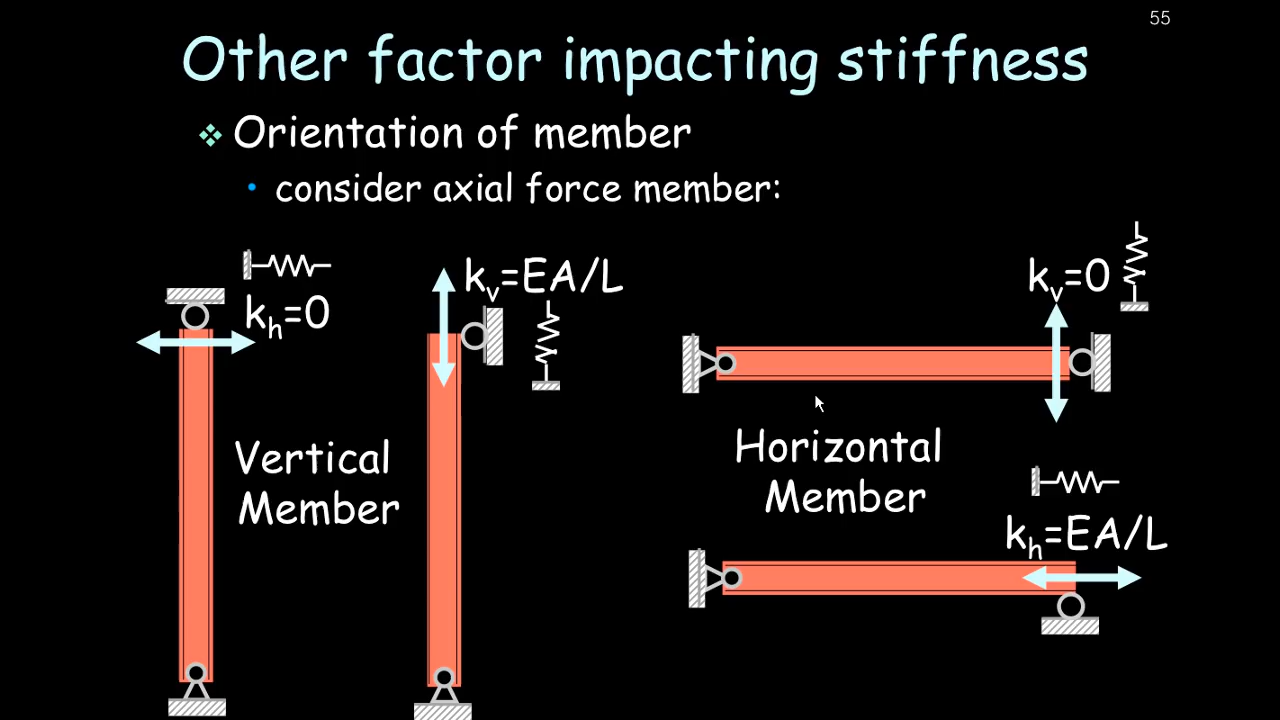 55
Other factor impacting stiffness
❖ Orientation of member
• consider axial force member:
kh=0
kv=EA/L
kv=0
Vertical
Member
Horizontal
Member
kh=EA/L